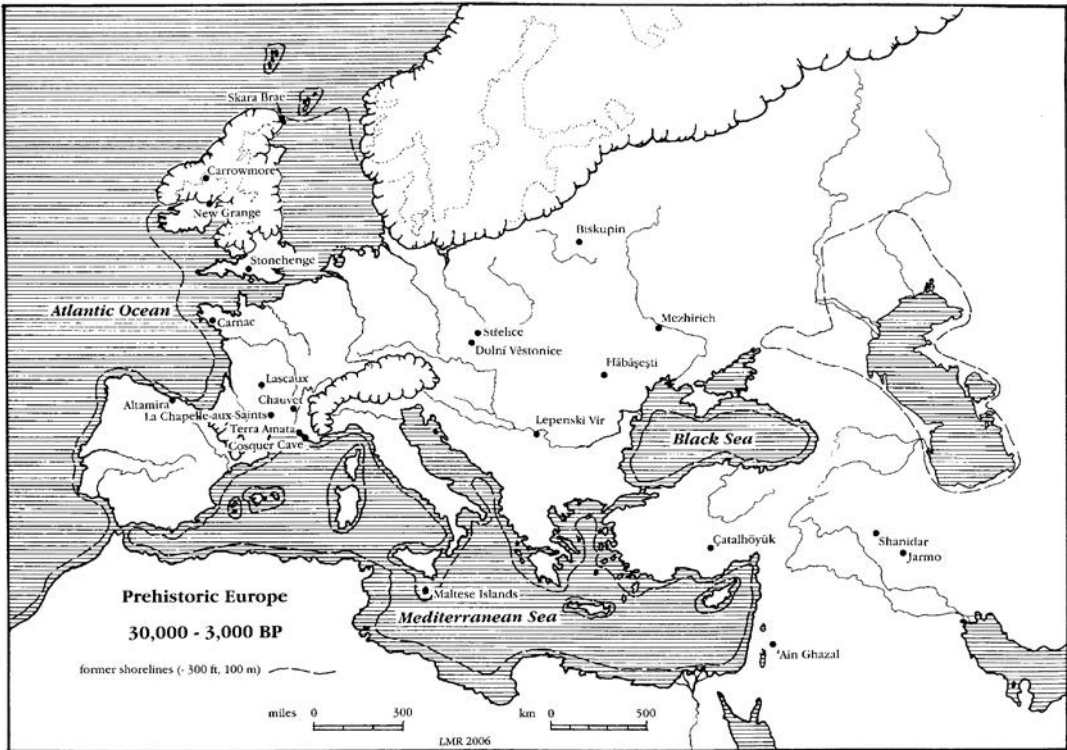 Skara Brae
Carrowmore
New Grange
Biskupin
Stonehenge
Atlantic Ocean
Carnac
Mezhirich
Střelice
Dolní Věstonice
Hăbăşeşti
Lascaux
Chauvet
Altamira
La Chapelle-aux-Saints
Lepenski Vir
Terra Amata
Cosquer Cave
Black Sea
Shanidar
Çatalhöyük
Jarmo
Prehistoric Europe
Maltese Islands
30,000 - 3,000 BP
Mediterranean Sea
'Ain Ghazal
former shorelines (- 300 ft, 100 m)
miles 0 300 km 0 500
LMR 2006